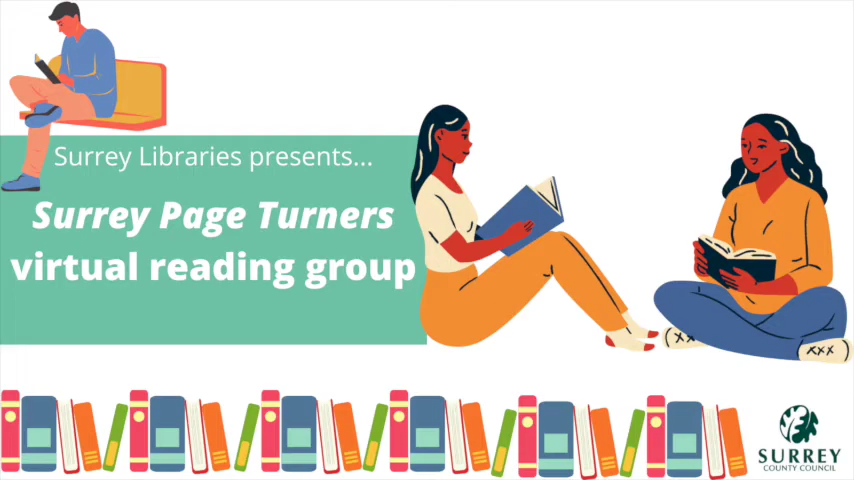 Surrey Libraries presents...
Surrey Page Turners
virtual reading group
SURREY
COUNTY COUNCIL